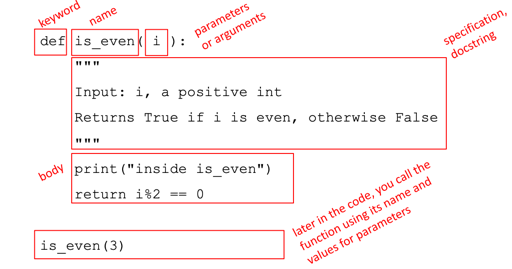 keyword
name
parameters
or arguments
specification,
docstring
def is_even( i ):
"""
Input: i, a positive int
Returns True if i is even, otherwise False
"""
body
print("inside is_even")
return i%2 == 0
later in the code, you call the
function using its name and
values for parameters
is_even(3)